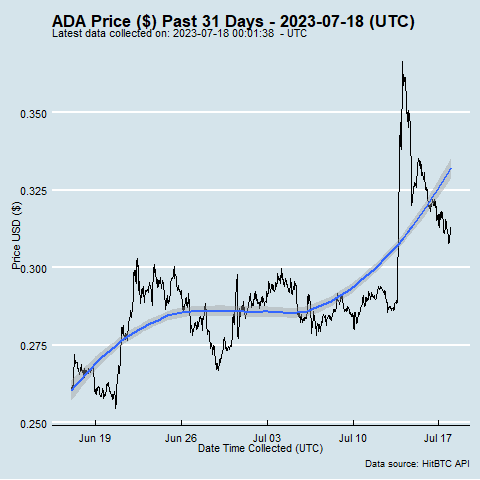 ADA Price ($) Past 31 Days - 2023-07-18 (UTC)
Latest data collected on: 2023-07-18 00:01:38 - UTC
Price USD ($)
0.350
0.325
0.300
0.275
0.250
Jun 19
Jun 26
Jul 03
Jul 10
Jul 17
Date Time Collected (UTC)
Data source: HitBTC API